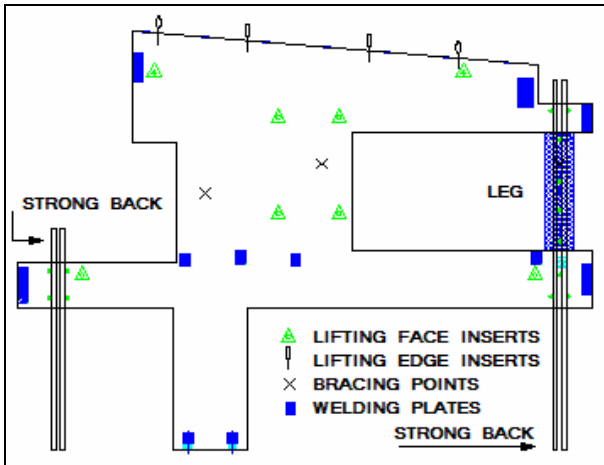 LEG
STRONG BACK
LIFTING FACE INSERTS
LIFTING EDGE INSERTS
BRACING POINTS
WELDING PLATES
STRONG BACK